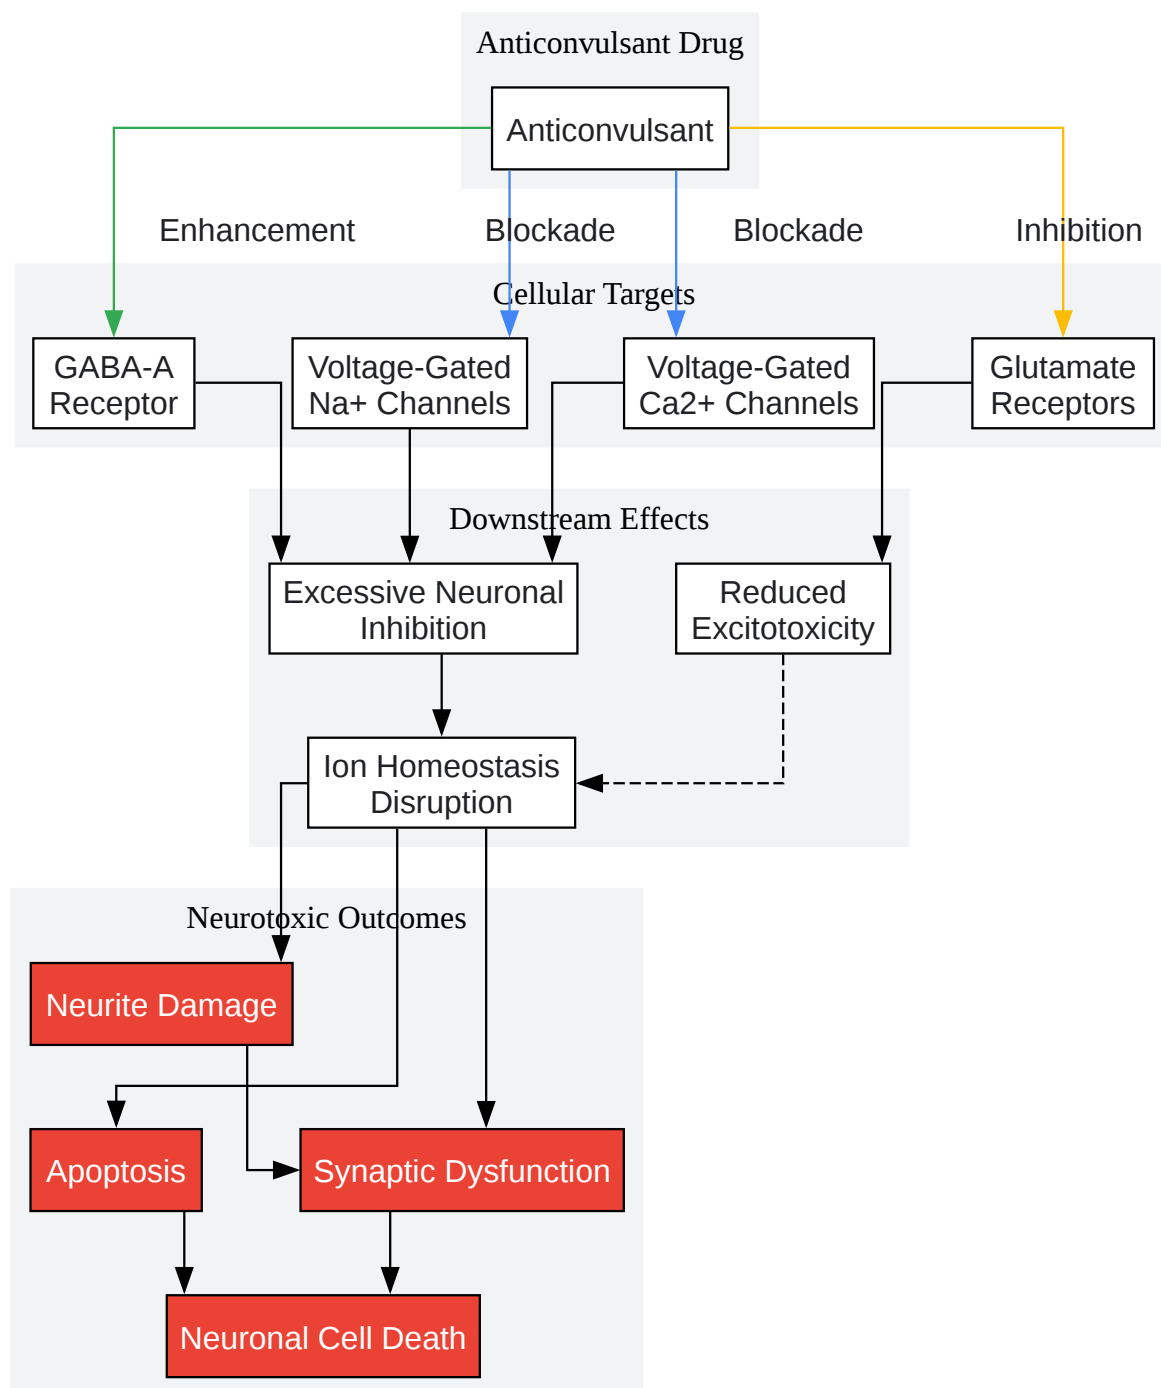 Anticonvulsant Drug
Anticonvulsant
Enhancement
Blockade
Blockade
Inhibition
Cellular Targets
GABA-A
Receptor
Voltage-Gated
Na+ Channels
Voltage-Gated
Ca2+ Channels
Glutamate
Receptors
Downstream Effects
Excessive Neuronal
Inhibition
Reduced
Excitotoxicity
Ion Homeostasis
Disruption
Neurotoxic Outcomes
Neurite Damage
Apoptosis
Synaptic Dysfunction
Neuronal Cell Death